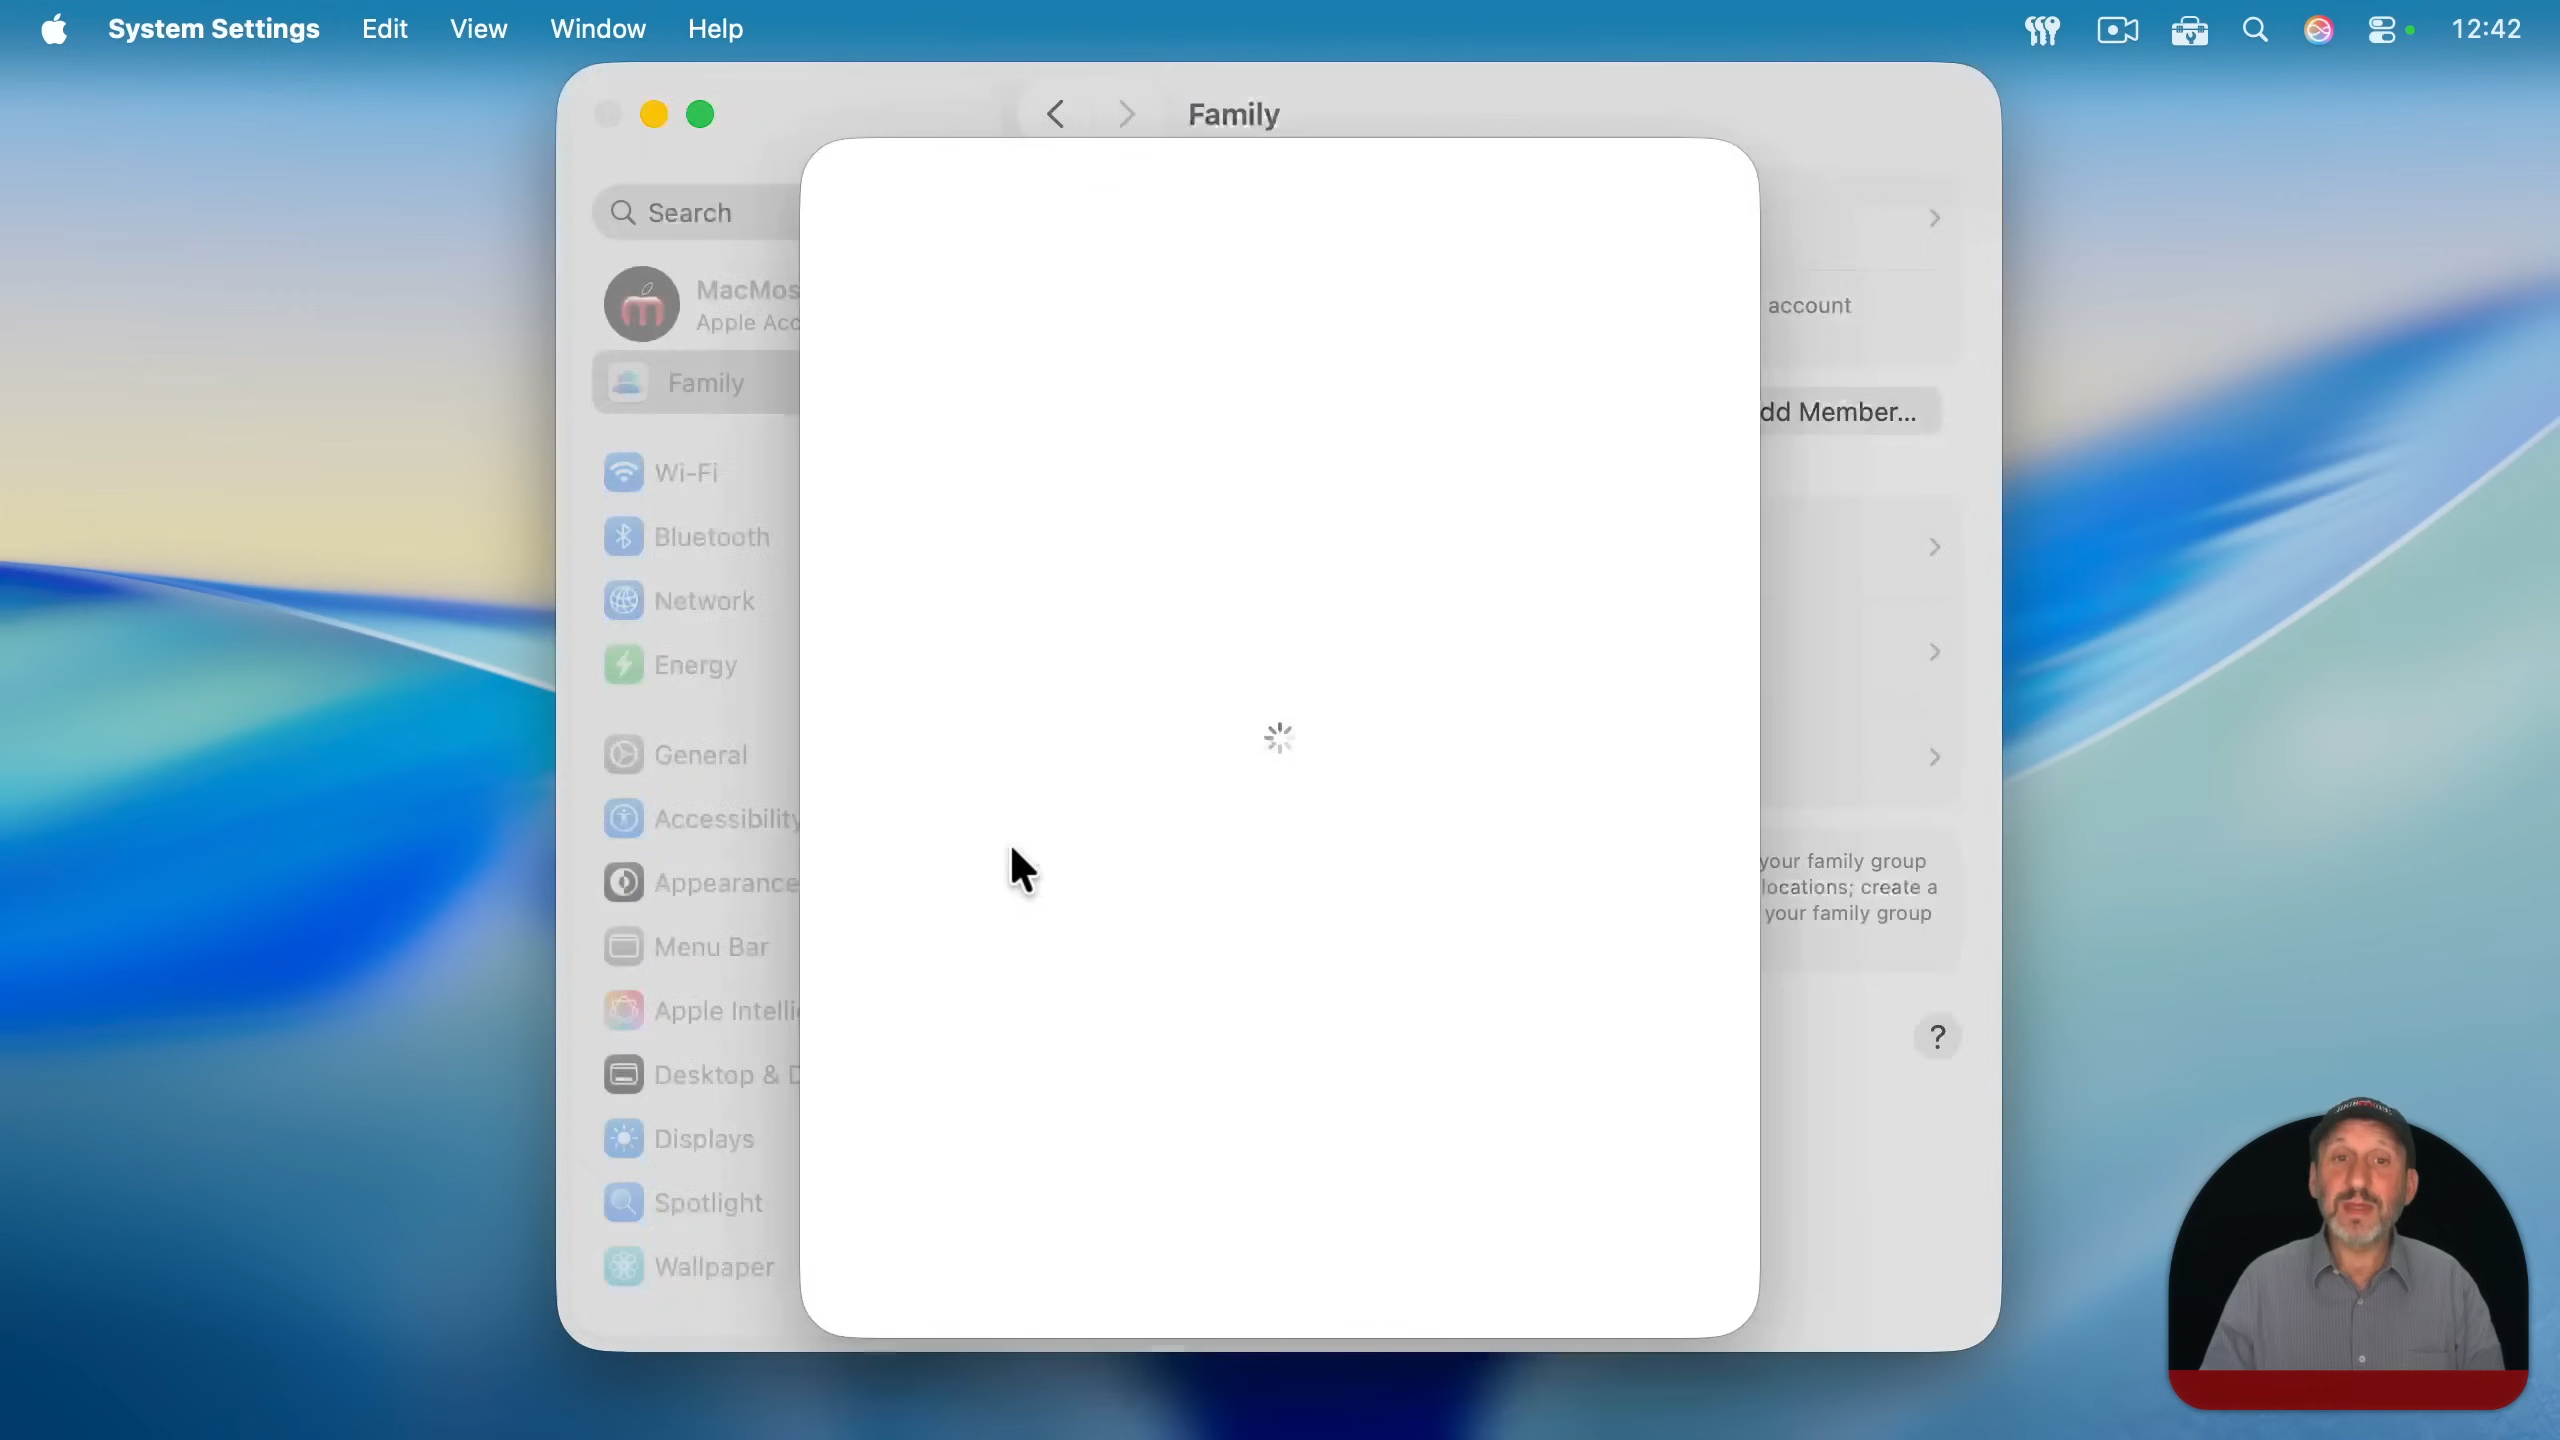 System Settings Edit View Window Help 12:42
Family
Search
MacMos
Apple Acc
account
Family
dd Member...
Wi-Fi
Bluetooth
Network
Energy
General
Accessibility
your family group
locations; create a
your family group
Appearance
Menu Bar
Apple Intelli
?
Desktop & D
Displays
Spotlight
Wallpaper